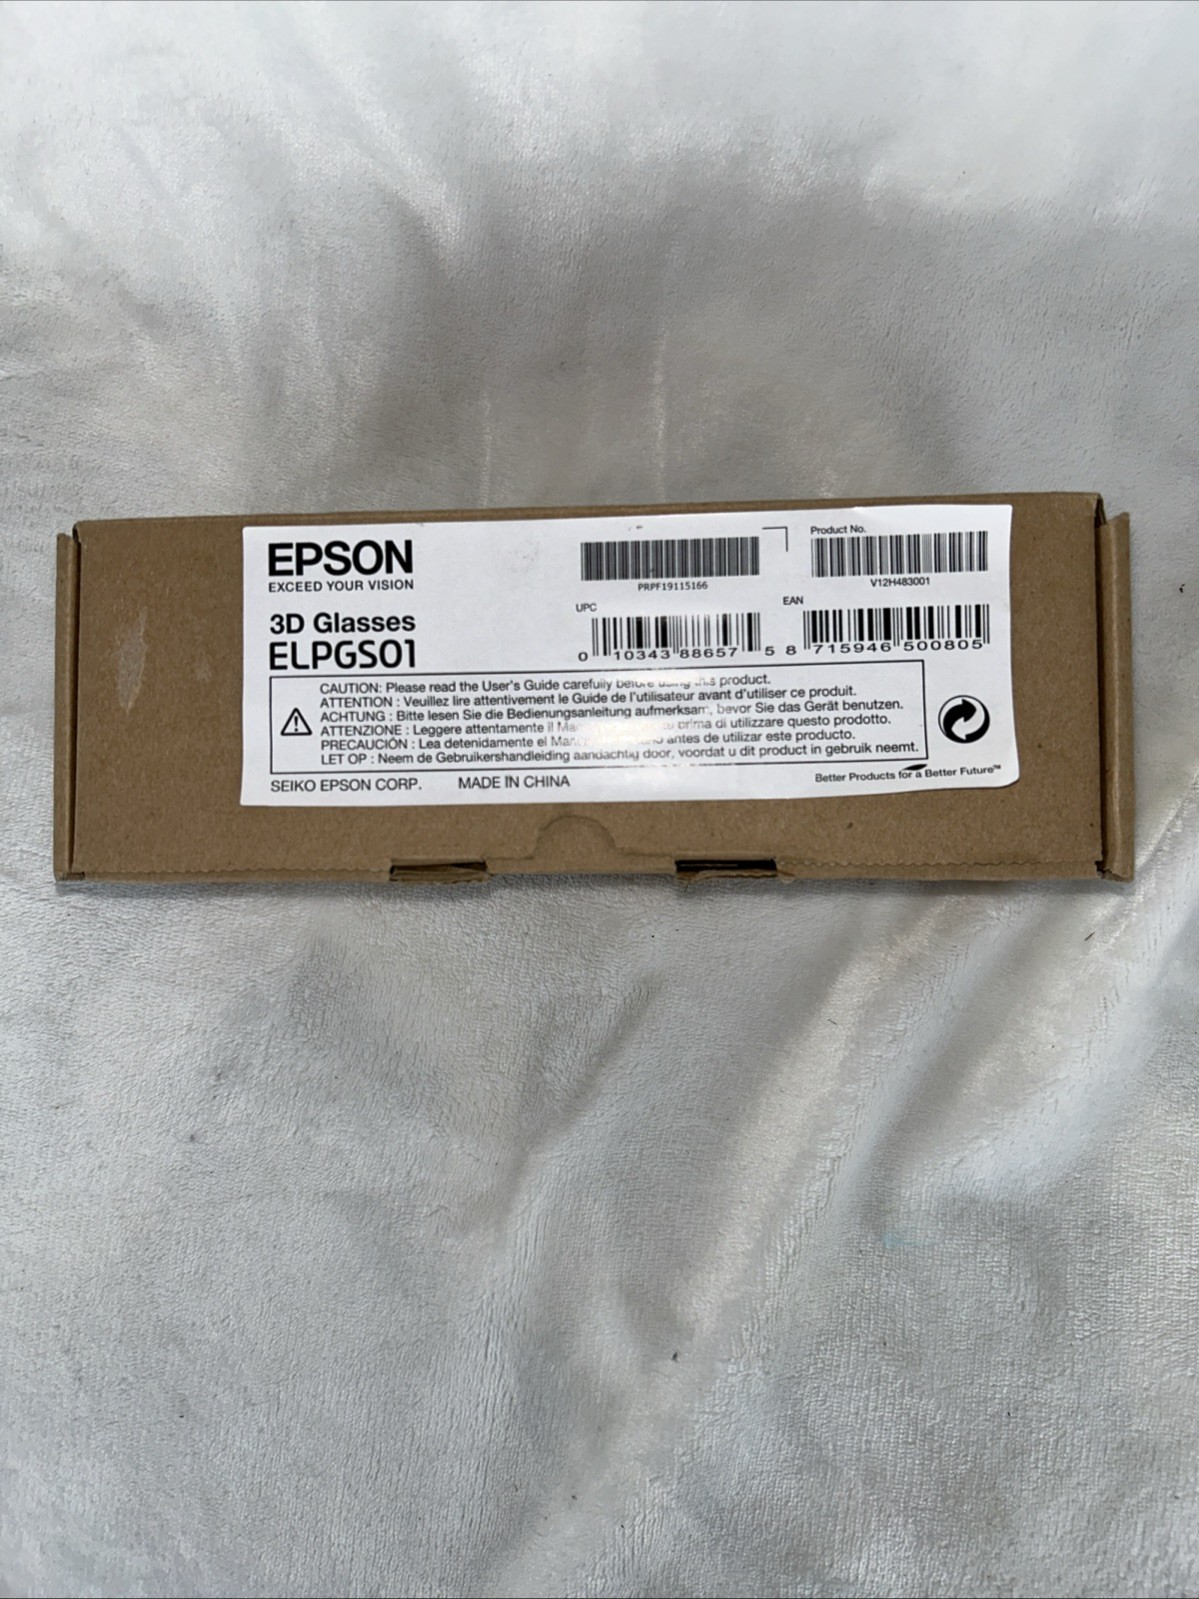 EPSON
EXCEED YOUR VISION
3D Glasses
ELPGS01
PRPF19115166
Product No.
V12H483001
UPC
0 10343 88657 5
EAN
8 715946 500805
CAUTION: Please read the User's Guide carefully before using this product.
ATTENTION : Veuillez lire attentivement le Guide de l'utilisateur avant d'utiliser ce produit.
ACHTUNG : Bitte lesen Sie die Bedienungsanleitung aufmerksam, bevor Sie das Gerät benutzen.
ATTENZIONE : Leggere attentamente il prima di utilizzare questo prodotto.
PRECAUCIÓN : Lea detenidamente el antes de utilizar este producto.
LET OP : Neem de Gebruikershandleiding aandachtig door, voordat u dit product in gebruik neemt.
SEIKO EPSON CORP. MADE IN CHINA
Better Products for a Better Future™